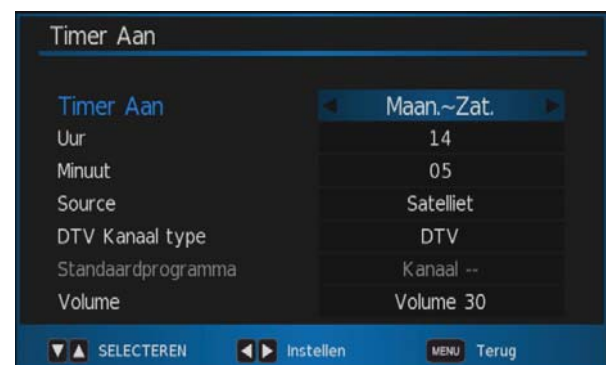 Timer Aan
Timer Aan Maan.~Zat.
Uur 14
Minuut 05
Source Satelliet
DTV Kanaal type DTV
Standaardprogramma Kanaal --
Volume Volume 30
SELECTEREN Instellen MENU Terug